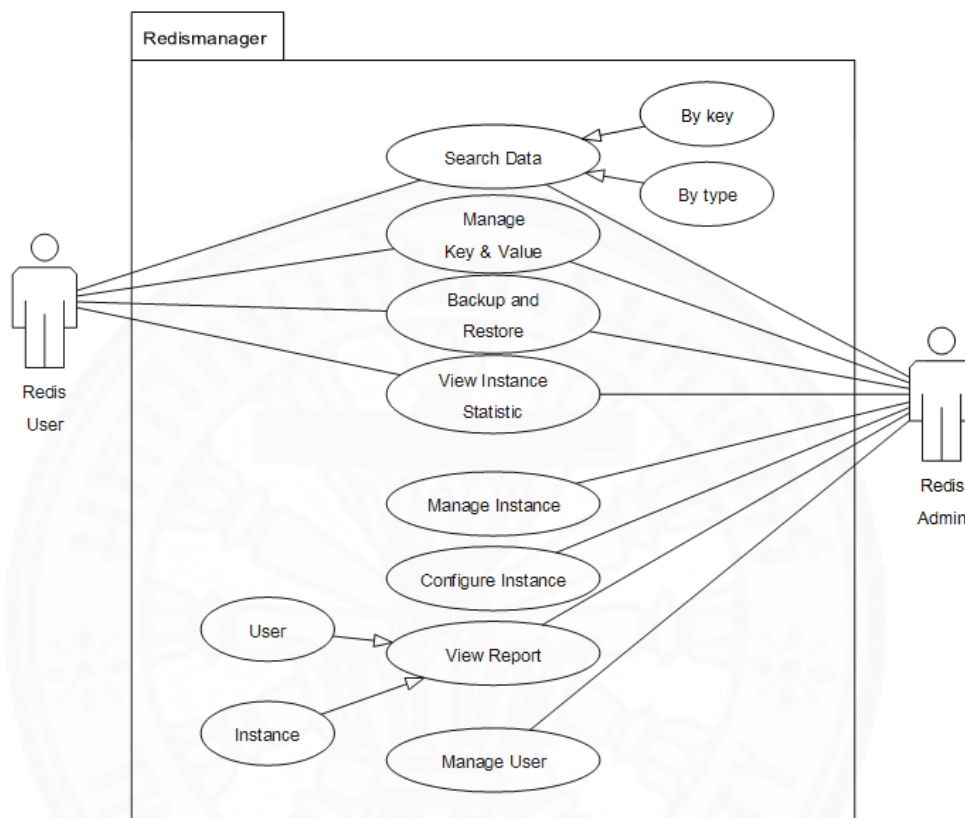 Redismanager
By key
Search Data
By type
Manage
Key & Value
Backup and
Restore
View Instance
Statistic
Redis
User
Manage Instance
Redis
Admin
Configure Instance
User
View Report
Instance
Manage User